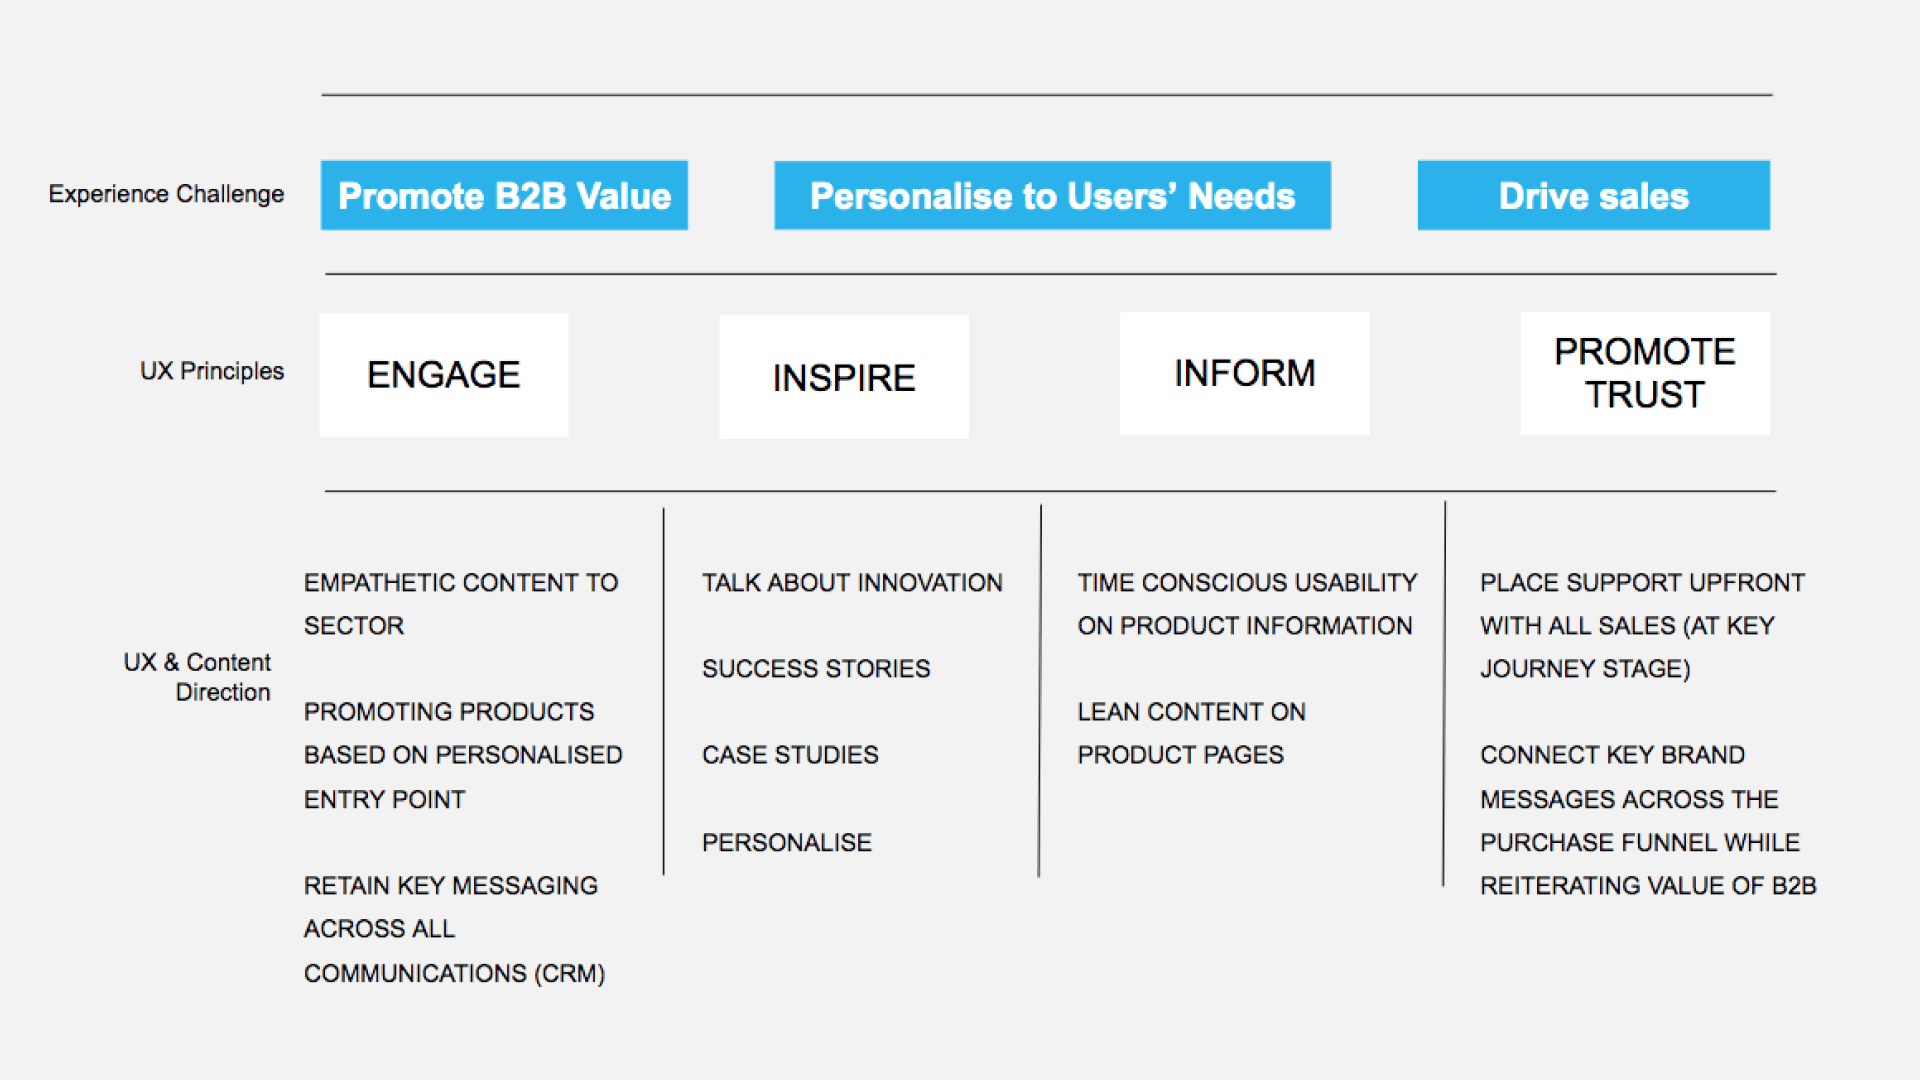 Experience Challenge
Promote B2B Value
Personalise to Users’ Needs
Drive sales
UX Principles
ENGAGE
INSPIRE
INFORM
PROMOTE
TRUST
UX & Content
Direction
EMPATHETIC CONTENT TO
SECTOR
PROMOTING PRODUCTS
BASED ON PERSONALISED
ENTRY POINT
RETAIN KEY MESSAGING
ACROSS ALL
COMMUNICATIONS (CRM)
TALK ABOUT INNOVATION
SUCCESS STORIES
CASE STUDIES
PERSONALISE
TIME CONSCIOUS USABILITY
ON PRODUCT INFORMATION
LEAN CONTENT ON
PRODUCT PAGES
PLACE SUPPORT UPFRONT
WITH ALL SALES (AT KEY
JOURNEY STAGE)
CONNECT KEY BRAND
MESSAGES ACROSS THE
PURCHASE FUNNEL WHILE
REITERATING VALUE OF B2B